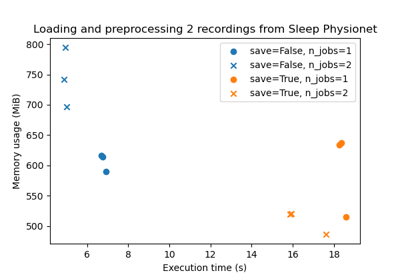 Loading and preprocessing 2 recordings from Sleep Physionet
save=False, n_jobs=1
save=False, n_jobs=2
save=True, n_jobs=1
save=True, n_jobs=2
Memory usage (MiB)
800
750
700
650
600
550
500
6 8 10 12 14 16 18
Execution time (s)